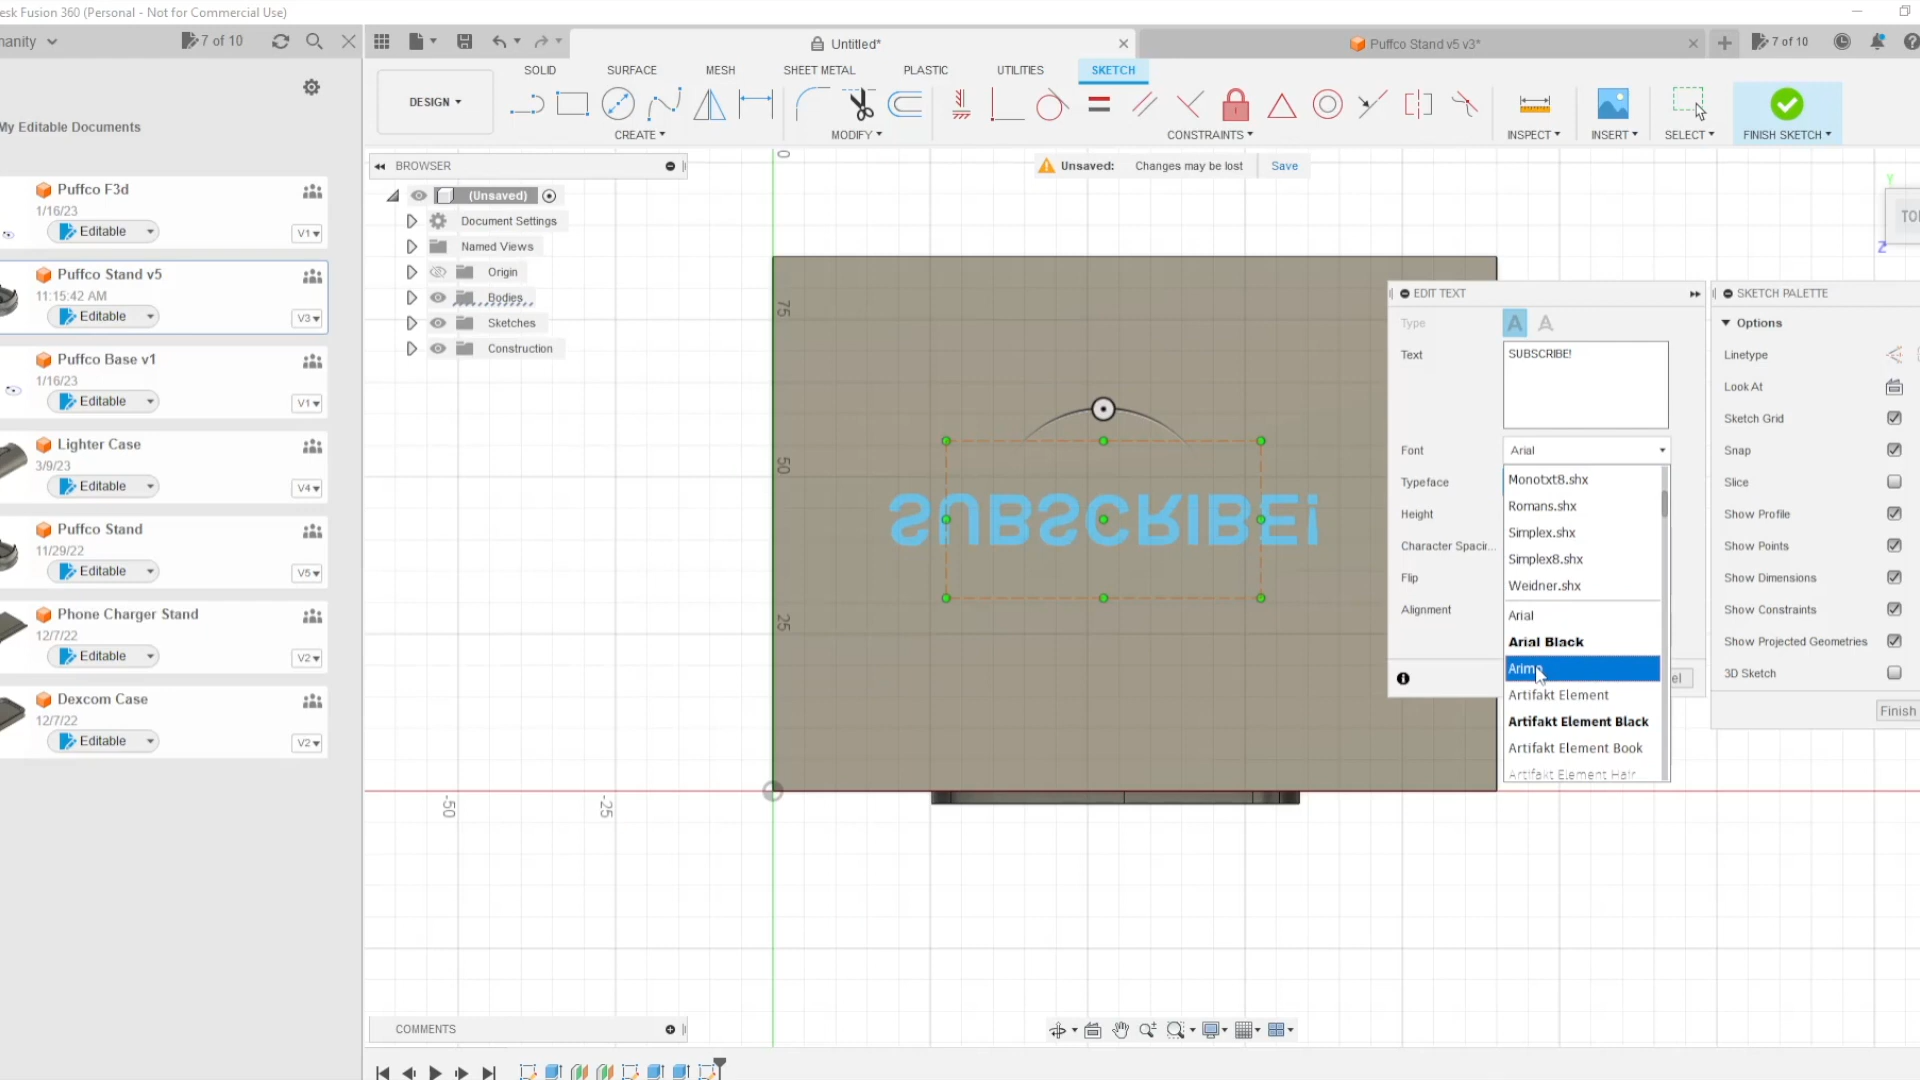 esk Fusion 360 (Personal - Not for Commercial Use)
manity
7 of 10
Untitled*
Puffco Stand v5 v3*
7 of 10
My Editable Documents
Puffco F3d
1/16/23
Editable
V1
Puffco Stand v5
11:15:42 AM
Editable
V3
Puffco Base v1
1/16/23
Editable
V1
Lighter Case
3/9/23
Editable
V4
Puffco Stand
11/29/22
Editable
V5
Phone Charger Stand
12/7/22
Editable
V2
Dexcom Case
12/7/22
Editable
V2
DESIGN
SOLID
SURFACE
MESH
SHEET METAL
PLASTIC
UTILITIES
SKETCH
CREATE
MODIFY
CONSTRAINTS
INSPECT
INSERT
SELECT
FINISH SKETCH
BROWSER
(Unsaved)
Document Settings
Named Views
Origin
Bodies
Sketches
Construction
Unsaved: Changes may be lost Save
0
75
50
25
-50
-25
SUBSCRIBE!
TO
Y
Z
EDIT TEXT
Type
Text
SUBSCRIBE!
Font
Arial
Typeface
Height
Character Spacin...
Flip
Alignment
Monotxt8.shx
Romans.shx
Simplex.shx
Simplex8.shx
Weidner.shx
Arial
Arial Black
Arimo
Artifakt Element
Artifakt Element Black
Artifakt Element Book
Artifakt Element Hair
el
SKETCH PALETTE
Options
Linetype
Look At
Sketch Grid
Snap
Slice
Show Profile
Show Points
Show Dimensions
Show Constraints
Show Projected Geometries
3D Sketch
Finish
COMMENTS